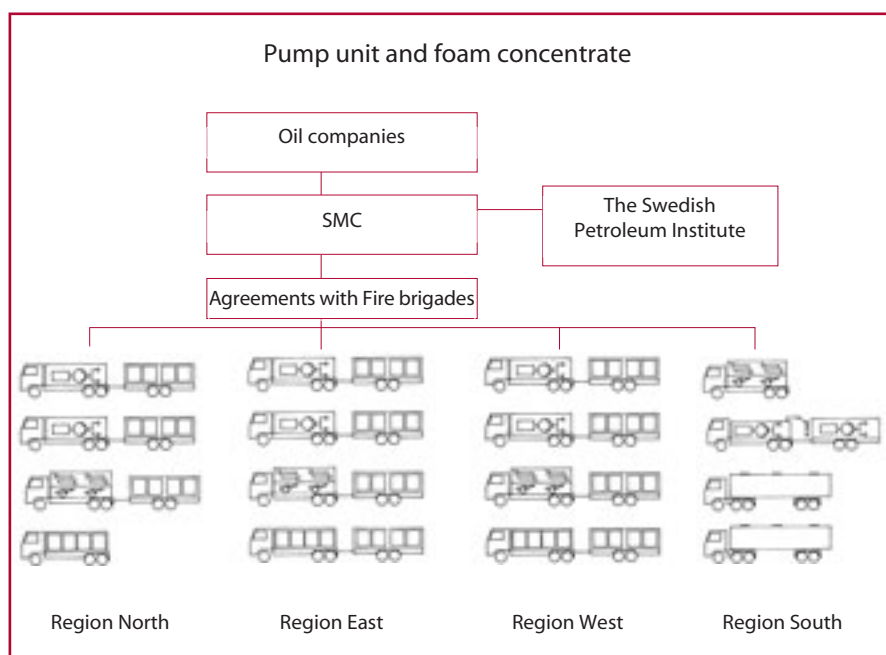 Pump unit and foam concentrate
Oil companies
SMC
The Swedish
Petroleum Institute
Agreements with Fire brigades
Region North
Region East
Region West
Region South